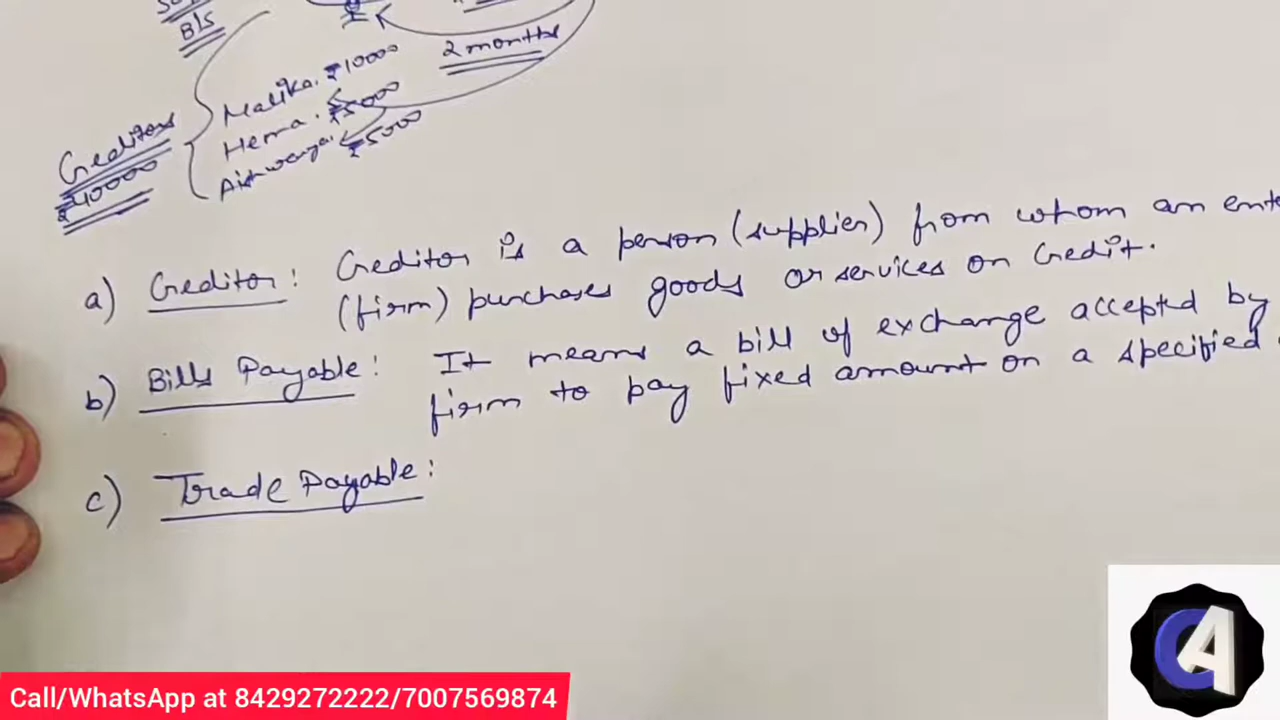 B/S
2 months
Creditors
₹40000
Malika. ₹10000
Hema. ₹5000
Aishwarya. ₹5000
a) Creditor: Creditor is a person (supplier) from whom an
(firm) purchases goods or services on Credit.
b) Bills Payable: It means a bill of exchange accepted by
firm to pay fixed amount on a specified
c) Trade Payable:
CA
Call/WhatsApp at 8429272222/7007569874